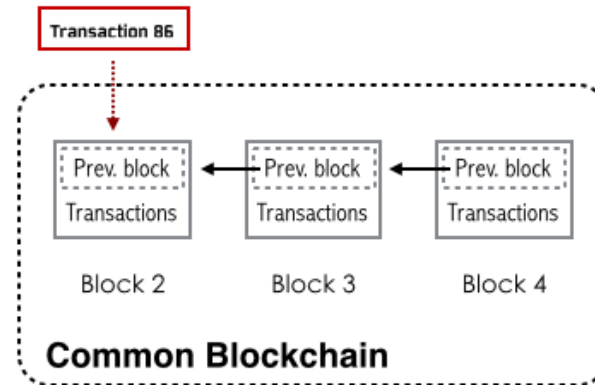 Transaction 86
Prev. block Prev. block Prev. block
Transactions Transactions Transactions
Block 2 Block 3 Block 4
Common Blockchain